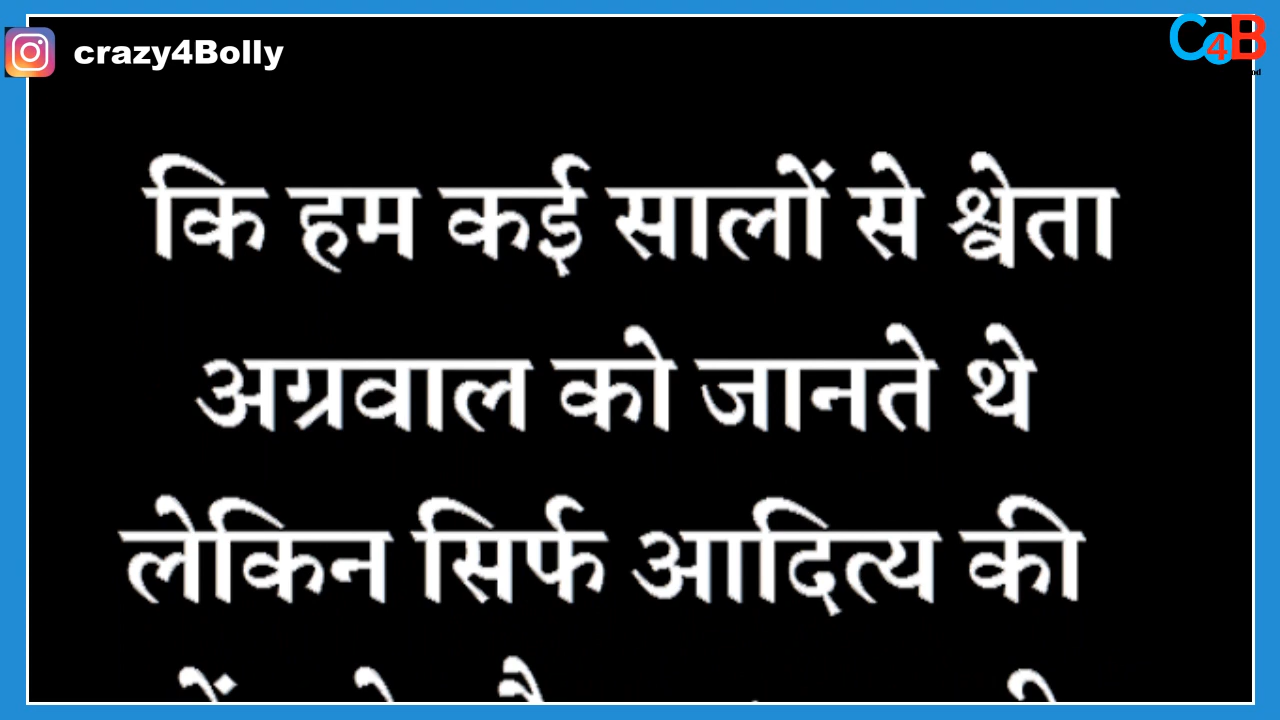 crazy4Bolly
C4B
कि हम कई सालों से श्वेता
अग्रवाल को जानते थे
लेकिन सिर्फ आदित्य की